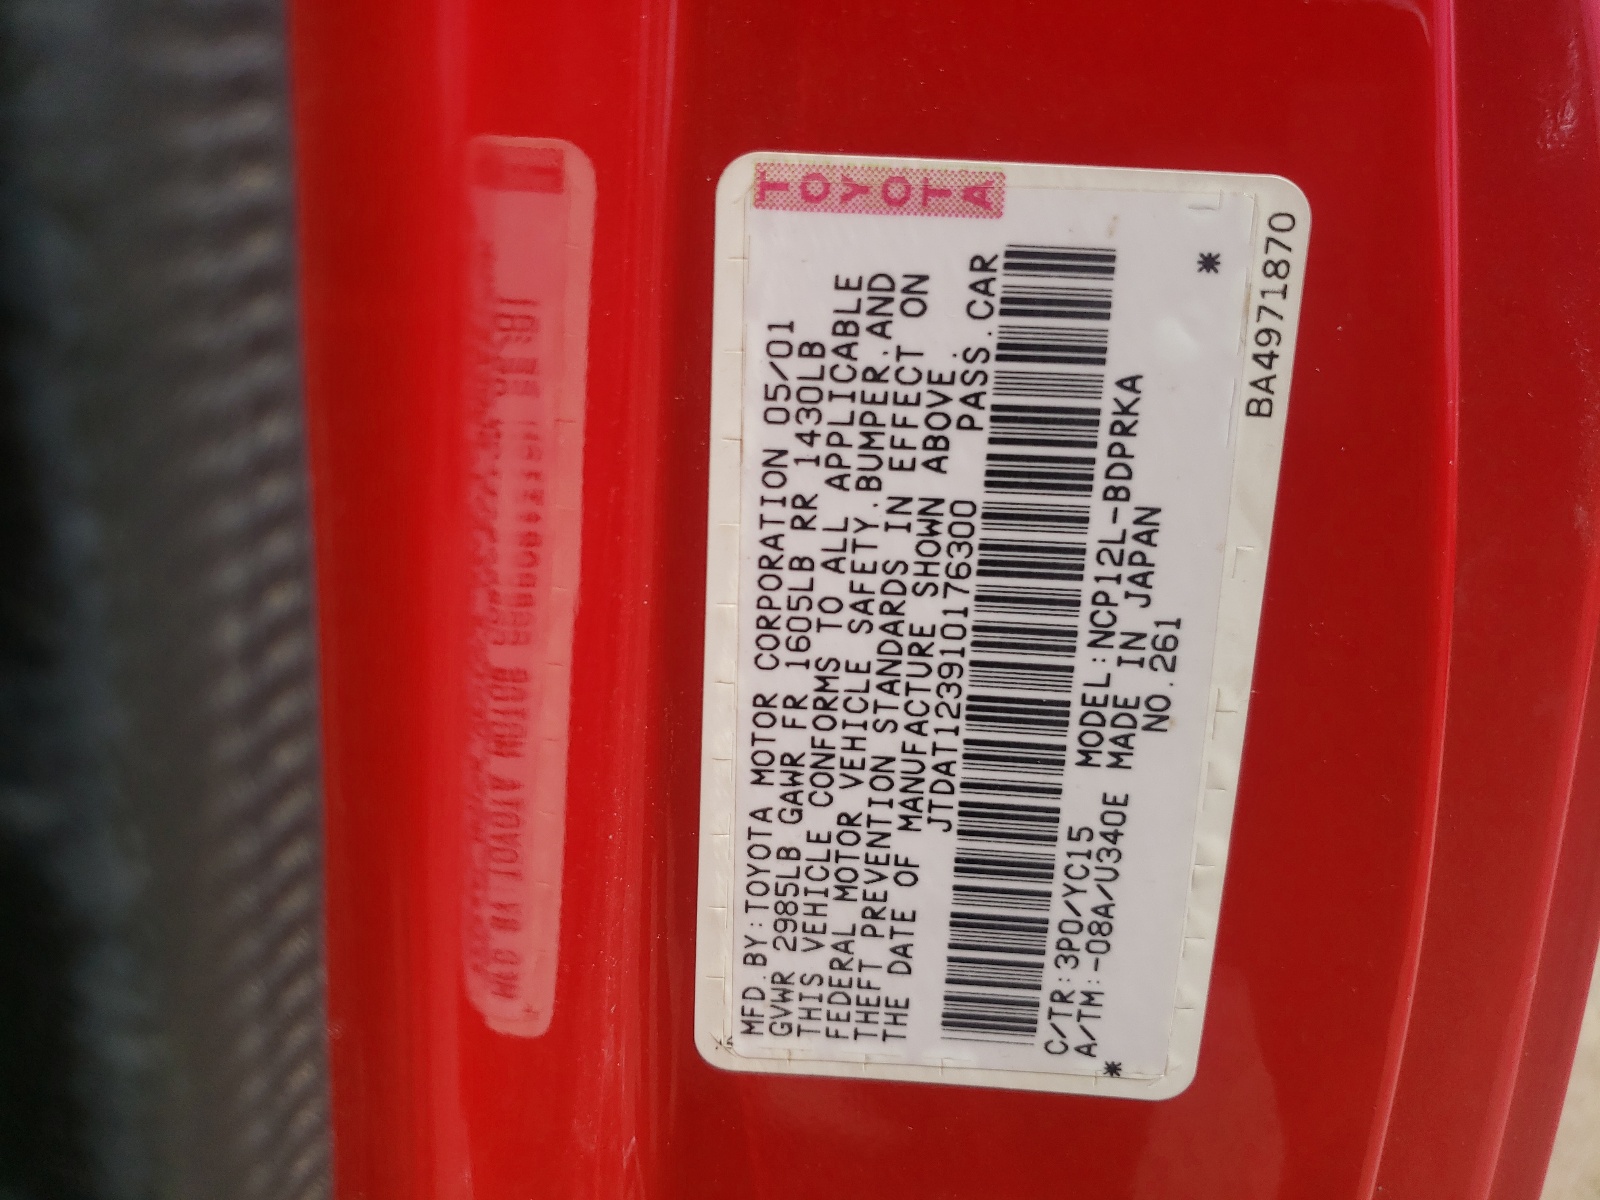 TOYOTA
MFD.BY:TOYOTA MOTOR CORPORATION 05/01
GVWR 2985LB GAWR FR 1605LB RR 1430LB
THIS VEHICLE CONFORMS TO ALL APPLICABLE
FEDERAL MOTOR VEHICLE SAFETY,BUMPER,AND
THEFT PREVENTION STANDARDS IN EFFECT ON
THE DATE OF MANUFACTURE SHOWN ABOVE.
JTDAT123910176300 PASS.CAR
C/TR:3P0/YC15 MODEL:NCP12L-BDPRKA
A/TM:-08A/U340E MADE IN JAPAN
NO.261
* *
BA4971870